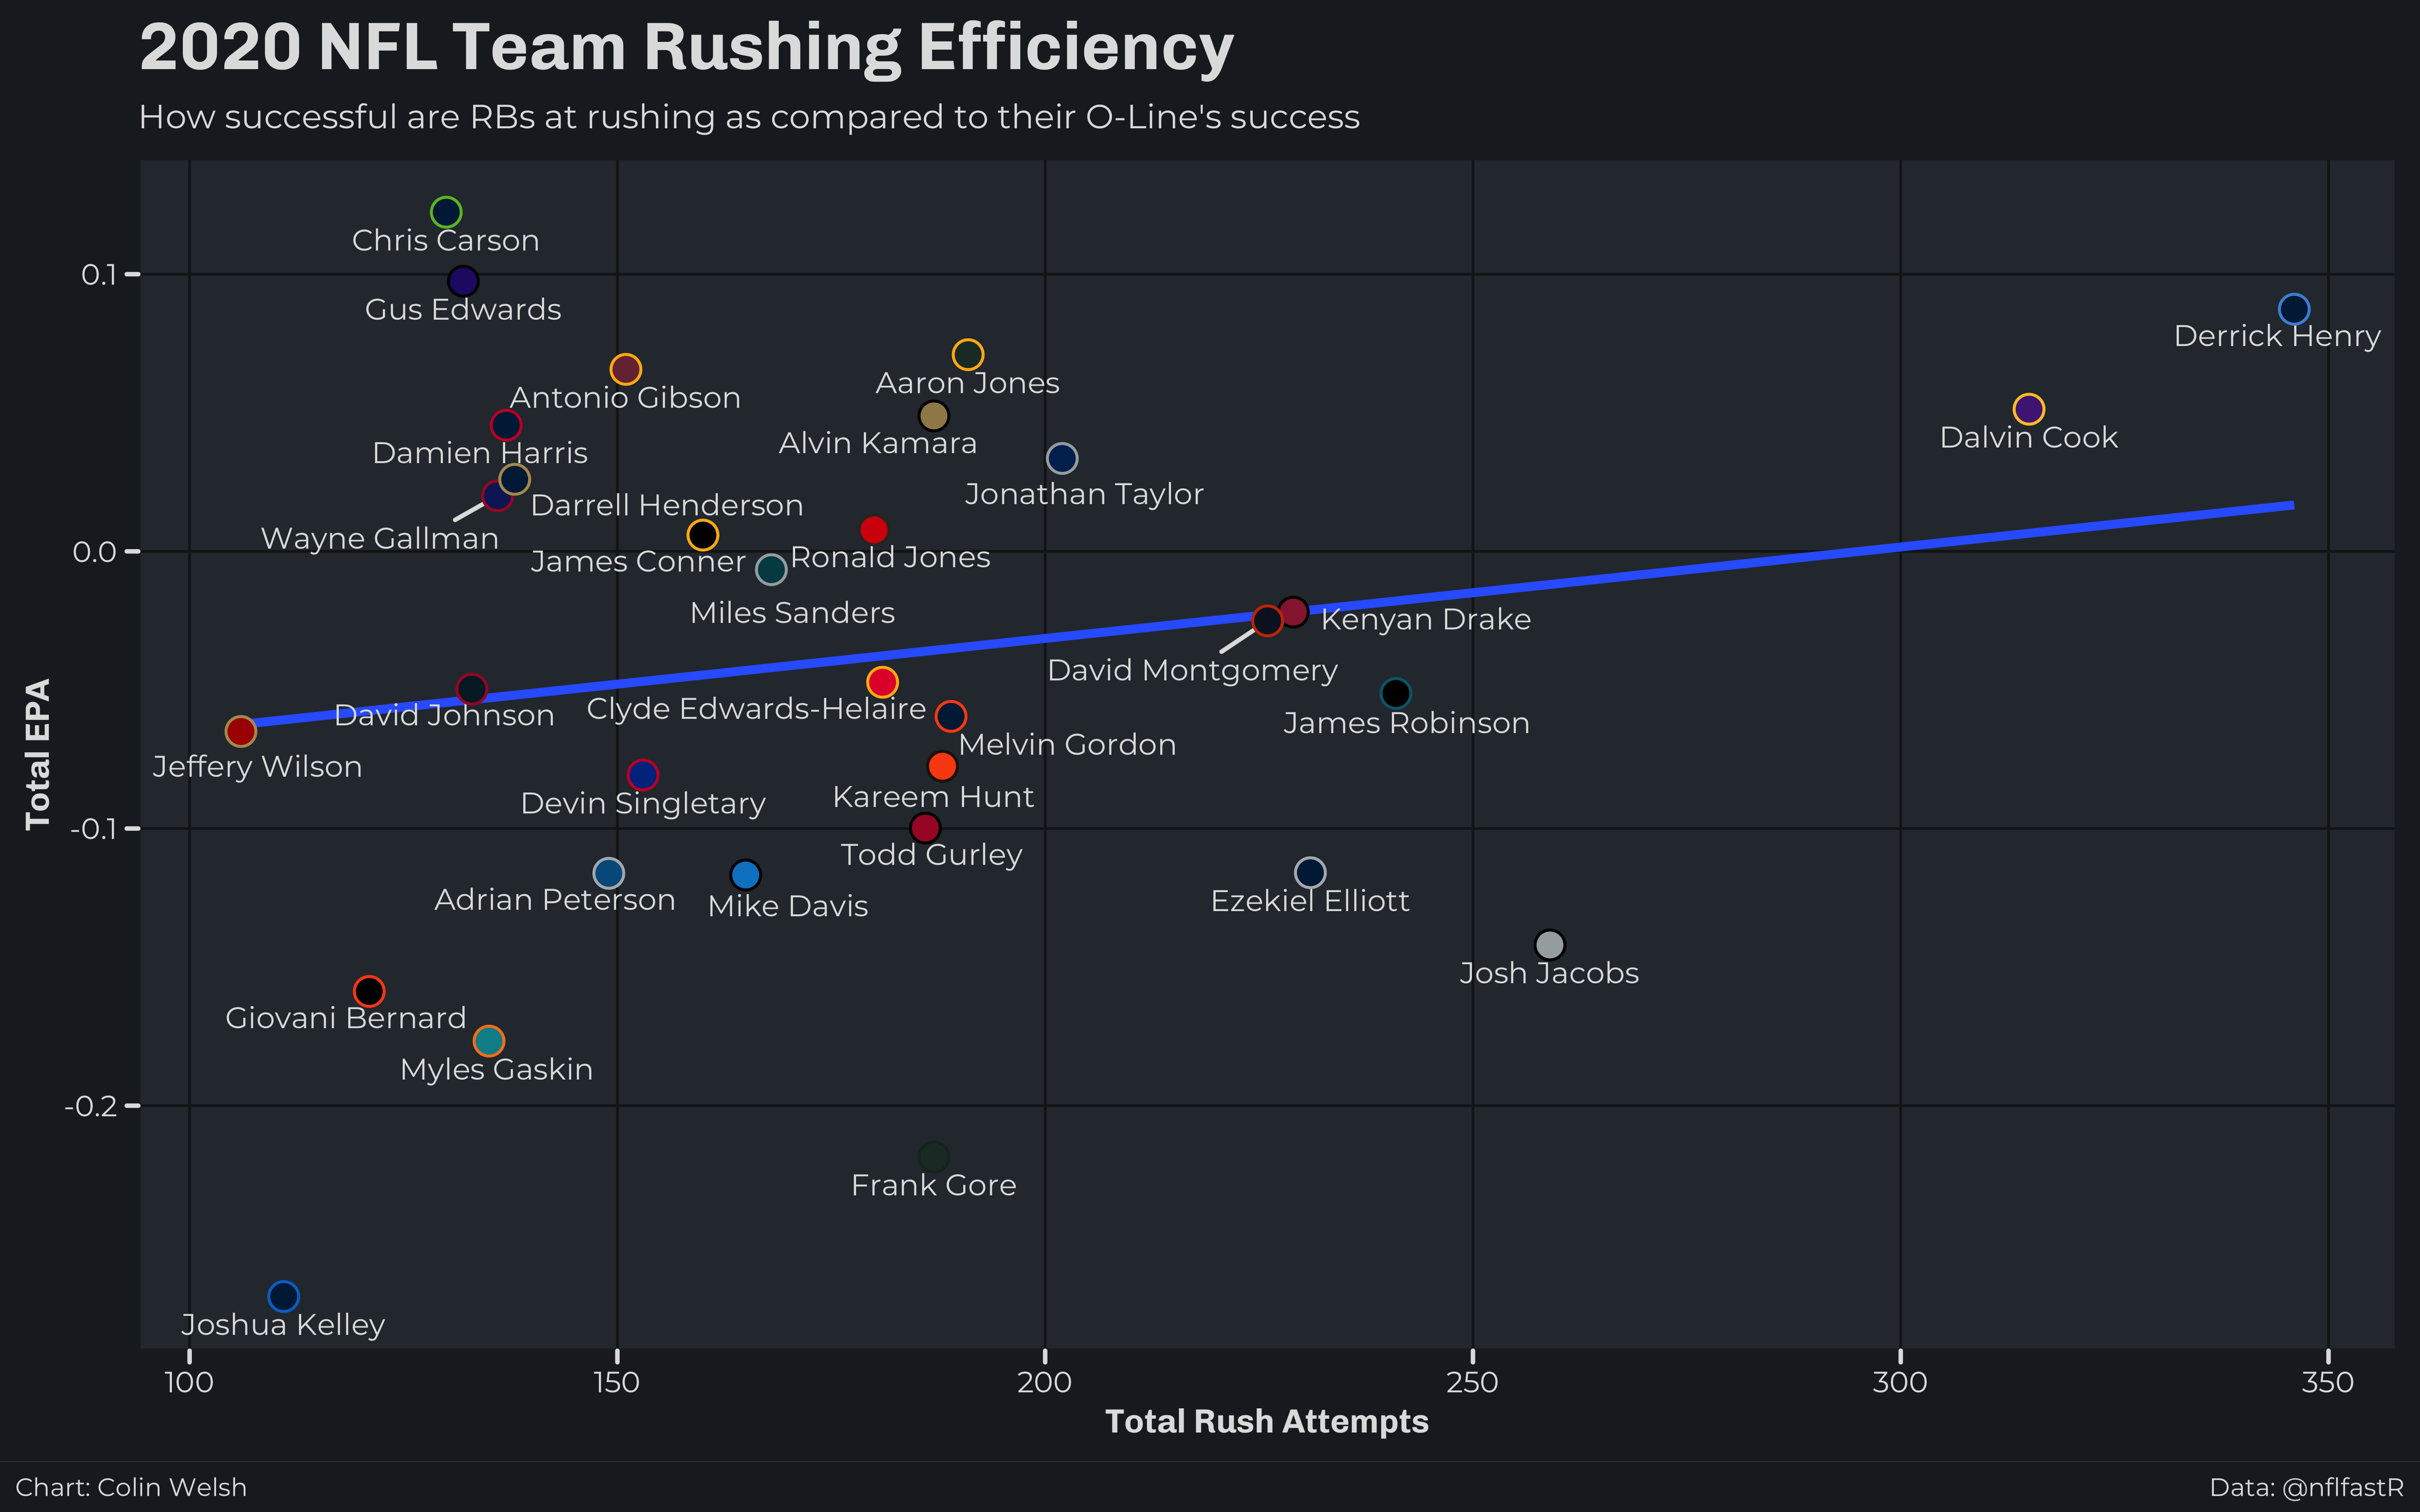 2020 NFL Team Rushing Efficiency
How successful are RBs at rushing as compared to their O-Line's success
Total EPA
0.1
0.0
-0.1
-0.2
Chris Carson
Gus Edwards
Derrick Henry
Aaron Jones
Antonio Gibson
Dalvin Cook
Alvin Kamara
Damien Harris
Jonathan Taylor
Darrell Henderson
Wayne Gallman
Ronald Jones
James Conner
Miles Sanders
Kenyan Drake
David Montgomery
Clyde Edwards-Helaire
David Johnson
James Robinson
Melvin Gordon
Jeffery Wilson
Kareem Hunt
Devin Singletary
Todd Gurley
Adrian Peterson
Ezekiel Elliott
Mike Davis
Josh Jacobs
Giovani Bernard
Myles Gaskin
Frank Gore
Joshua Kelley
100 150 200 250 300 350
Total Rush Attempts
Chart: Colin Welsh
Data: @nflfastR